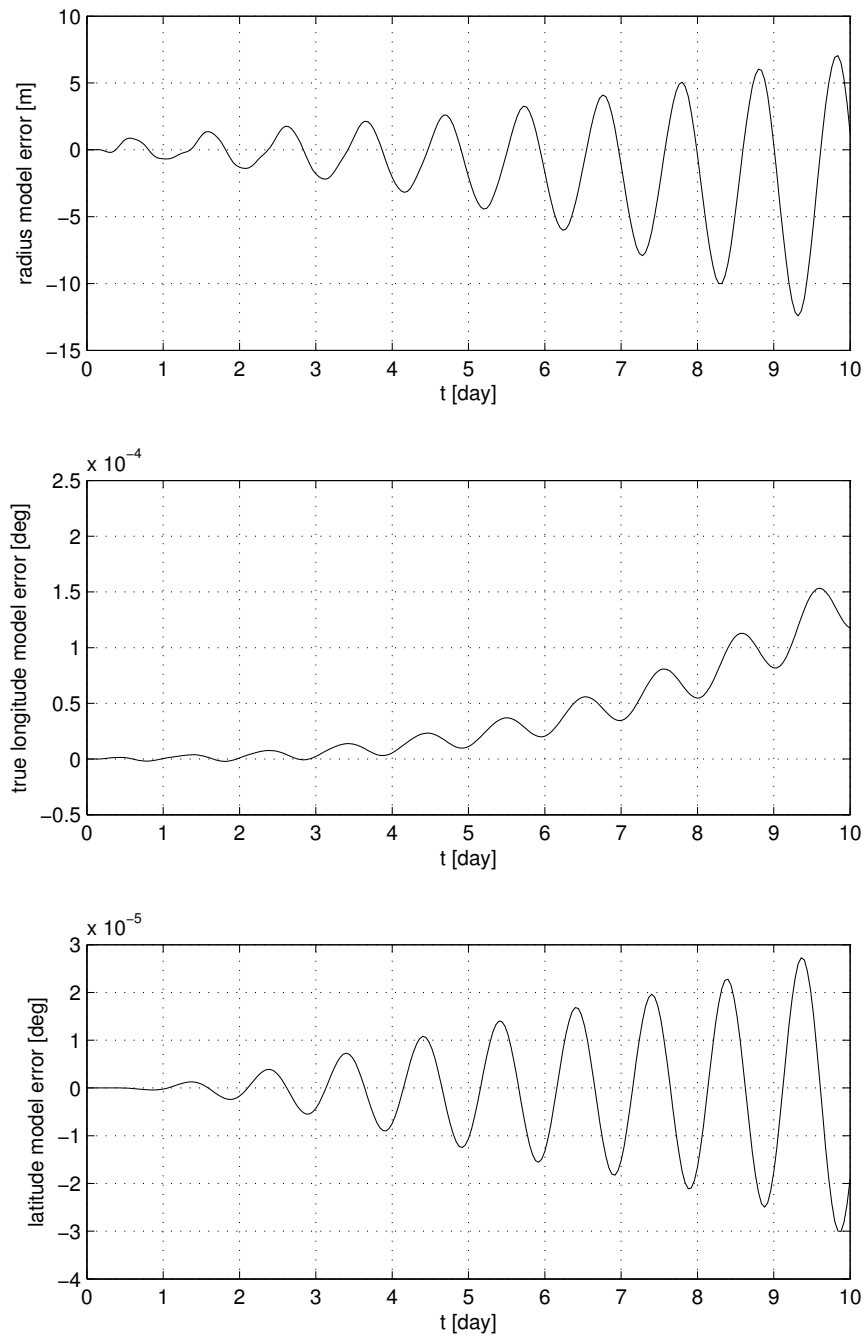 10
5
0
−5
−10
−15
radius model error [m]
0 1 2 3 4 5 6 7 8 9 10
t [day]
x 10−4
2.5
2
1.5
1
0.5
0
−0.5
true longitude model error [deg]
0 1 2 3 4 5 6 7 8 9 10
t [day]
x 10−5
3
2
1
0
−1
−2
−3
−4
latitude model error [deg]
0 1 2 3 4 5 6 7 8 9 10
t [day]